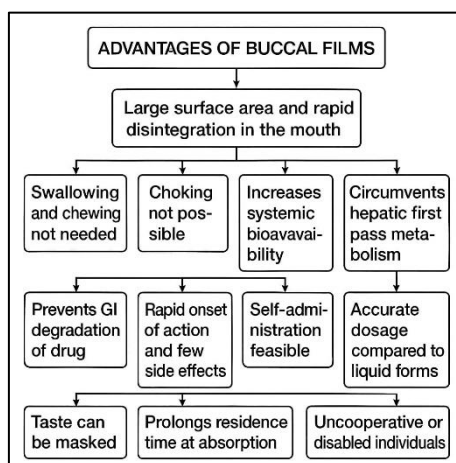 ADVANTAGES OF BUCCAL FILMS
Large surface area and rapid
disintegration in the mouth
Swallowing
and chewing
not needed
Choking
not pos-
sible
Increases
systemic
bioavavai-
bility
Circumvents
hepatic first
pass meta-
bolism
Prevents GI
degradation
of drug
Rapid onset
of action
and few
side effects
Self-admi-
nistration
feasible
Accurate
dosage
compared to
liquid forms
Taste can
be masked
Prolongs residence
time at absorption
Uncooperative or
disabled individuals